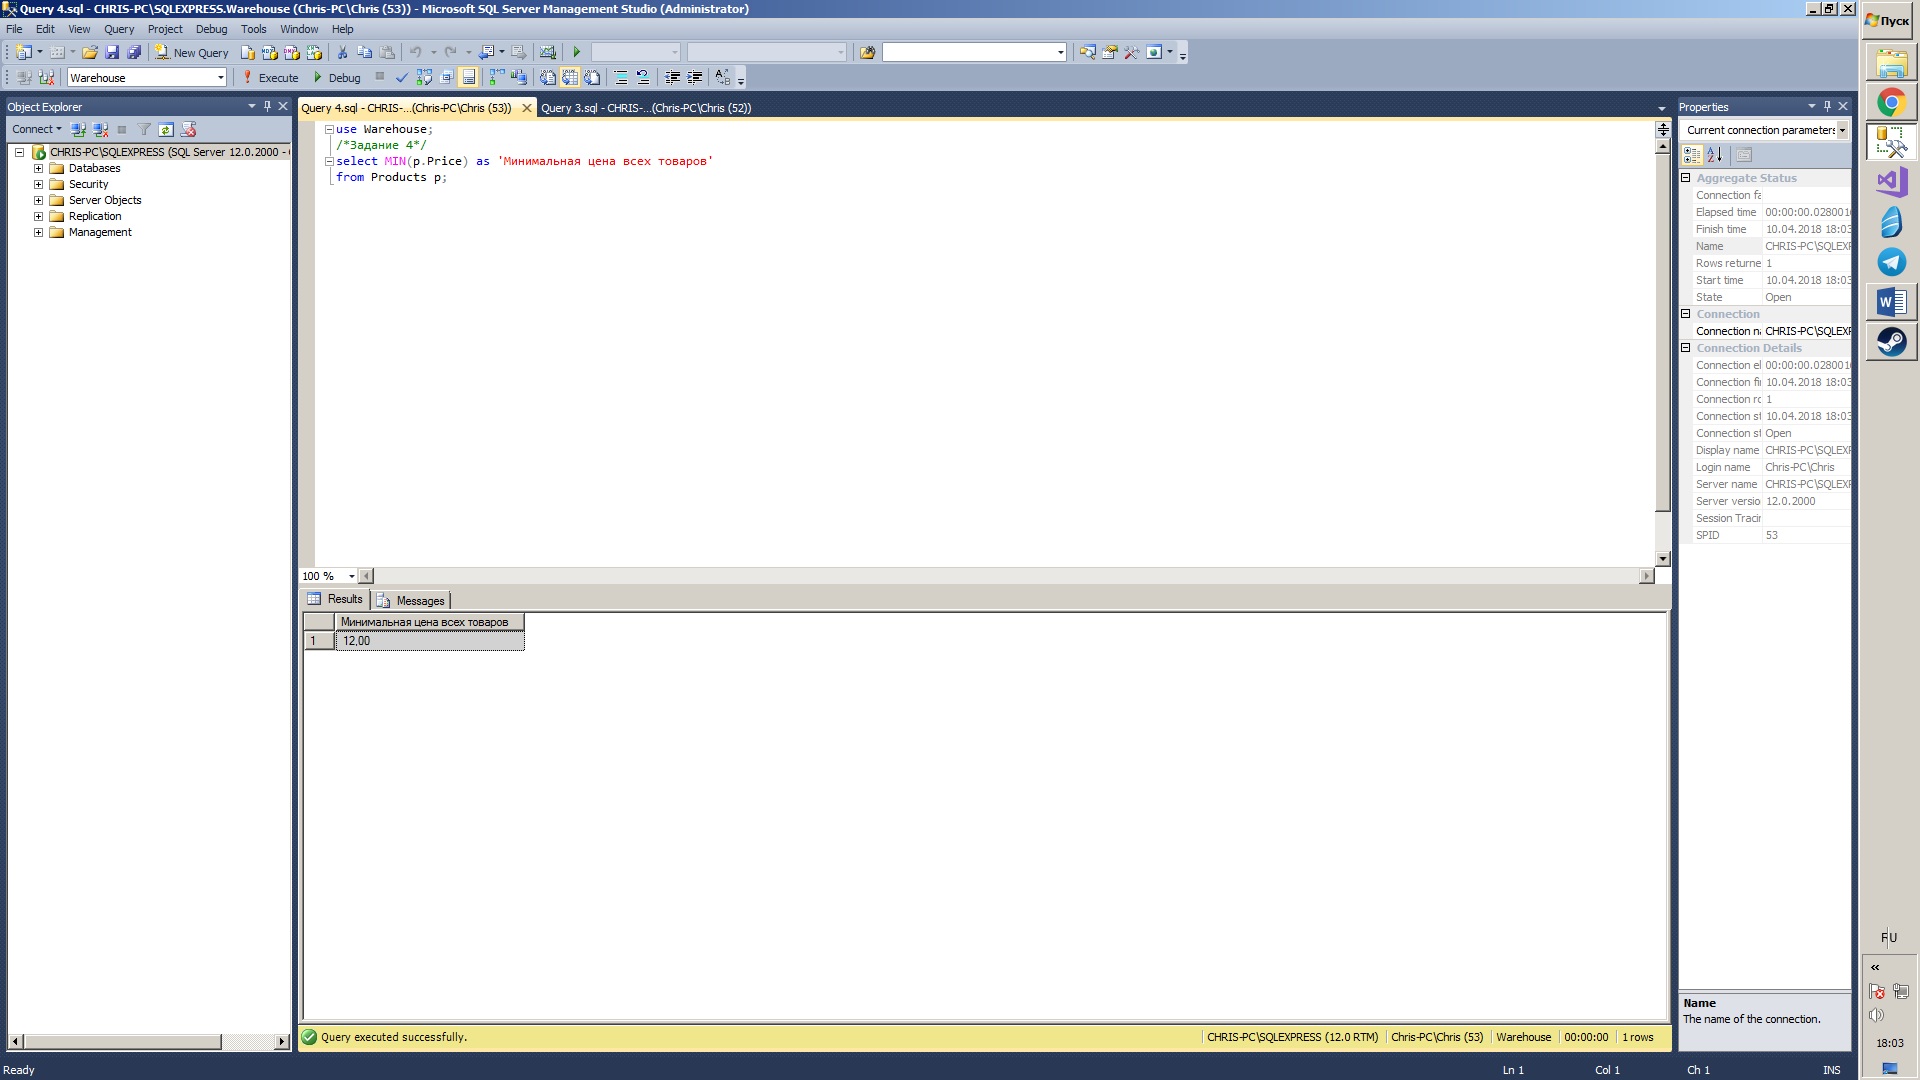 Query 4.sql - CHRIS-PC\SQLEXPRESS.Warehouse (Chris-PC\Chris (53)) - Microsoft SQL Server Management Studio (Administrator)
File Edit View Query Project Debug Tools Window Help
New Query
Warehouse Execute Debug
Object Explorer
Connect
CHRIS-PC\SQLEXPRESS (SQL Server 12.0.2000 -
Databases
Security
Server Objects
Replication
Management
Query 4.sql - CHRIS-...(Chris-PC\Chris (53)) Query 3.sql - CHRIS-...(Chris-PC\Chris (52))
use Warehouse;
/*Задание 4*/
select MIN(p.Price) as 'Минимальная цена всех товаров'
from Products p;
100 %
Results Messages
Минимальная цена всех товаров
1 12,00
Query executed successfully. CHRIS-PC\SQLEXPRESS (12.0 RTM) Chris-PC\Chris (53) Warehouse 00:00:00 1 rows
Properties
Current connection parameters
Aggregate Status
Connection fa
Elapsed time 00:00:00.028001
Finish time 10.04.2018 18:03
Name CHRIS-PC\SQLEXP
Rows returne 1
Start time 10.04.2018 18:03
State Open
Connection
Connection na CHRIS-PC\SQLEXP
Connection Details
Connection el 00:00:00.028001
Connection fi 10.04.2018 18:03
Connection ro 1
Connection st 10.04.2018 18:03
Connection st Open
Display name CHRIS-PC\SQLEXP
Login name Chris-PC\Chris
Server name CHRIS-PC\SQLEXP
Server versio 12.0.2000
Session Tracin
SPID 53
Name
The name of the connection.
Ready Ln 1 Col 1 Ch 1 INS
Пуск
RU
18:03